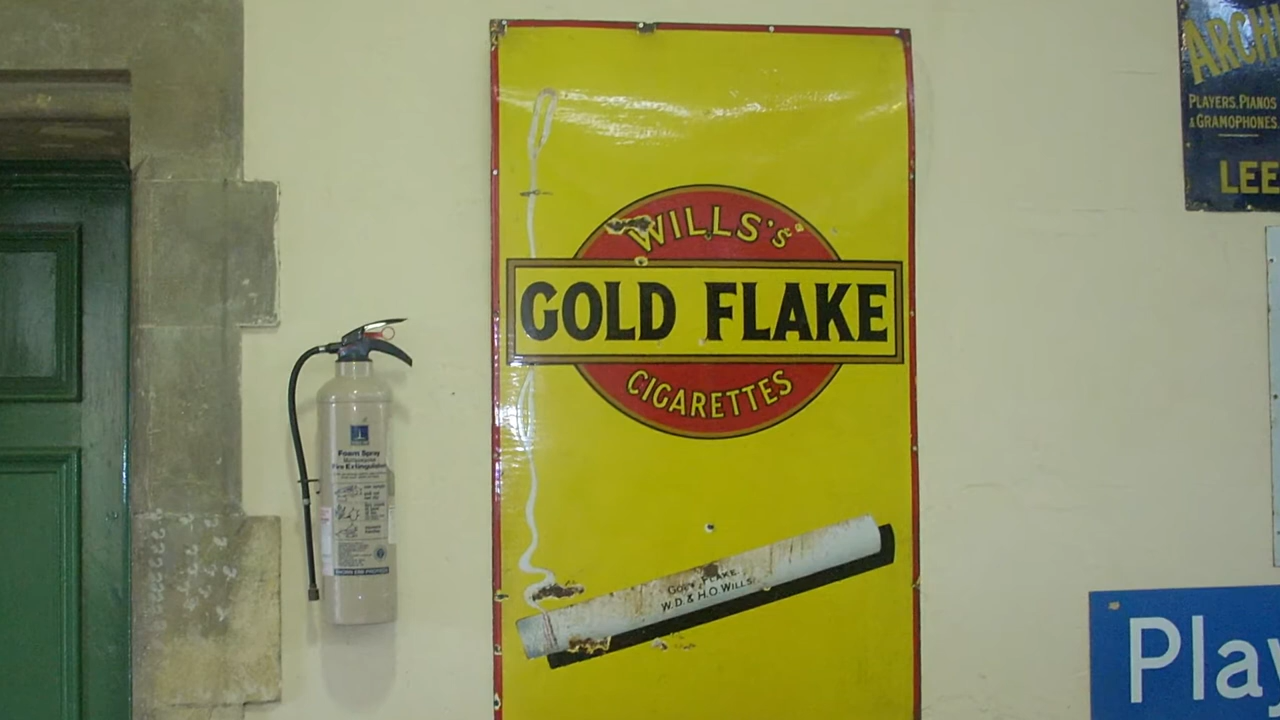 WILLS'S
GOLD FLAKE
CIGARETTES
GOLD FLAKE
W.D. & H.O. WILLS.
Foam Spray
Fire Extinguisher
ARCH
PLAYERS, PIANOS
& GRAMOPHONES.
LEE
Play